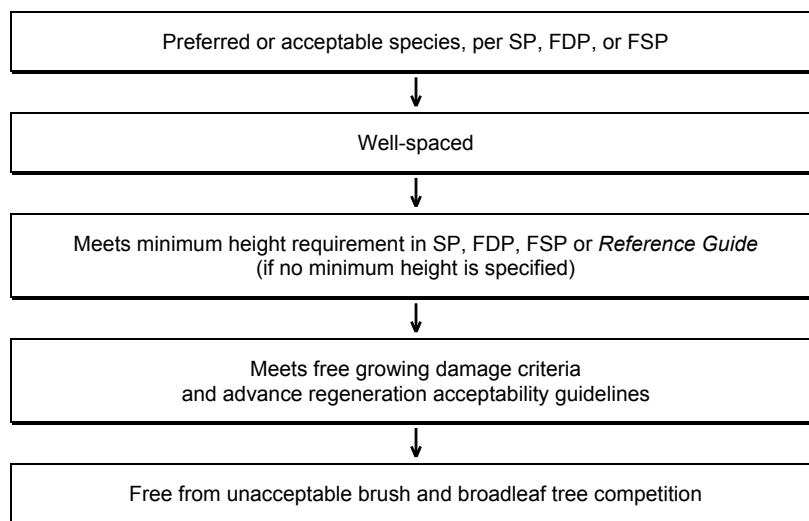 Preferred or acceptable species, per SP, FDP, or FSP
Well-spaced
Meets minimum height requirement in SP, FDP, FSP or Reference Guide
(if no minimum height is specified)
Meets free growing damage criteria
and advance regeneration acceptability guidelines
Free from unacceptable brush and broadleaf tree competition